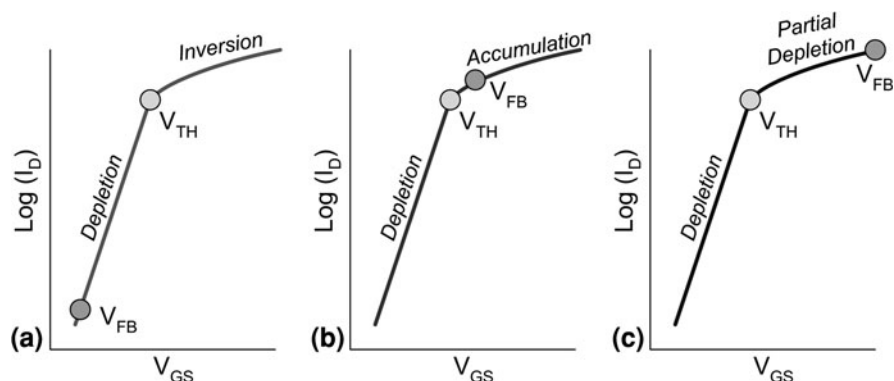 Inversion
V_TH
Depletion
V_FB
Log (I_D)
V_GS
(a)
Accumulation
V_FB
V_TH
Depletion
Log (I_D)
V_GS
(b)
Partial
Depletion
V_FB
V_TH
Depletion
Log (I_D)
V_GS
(c)